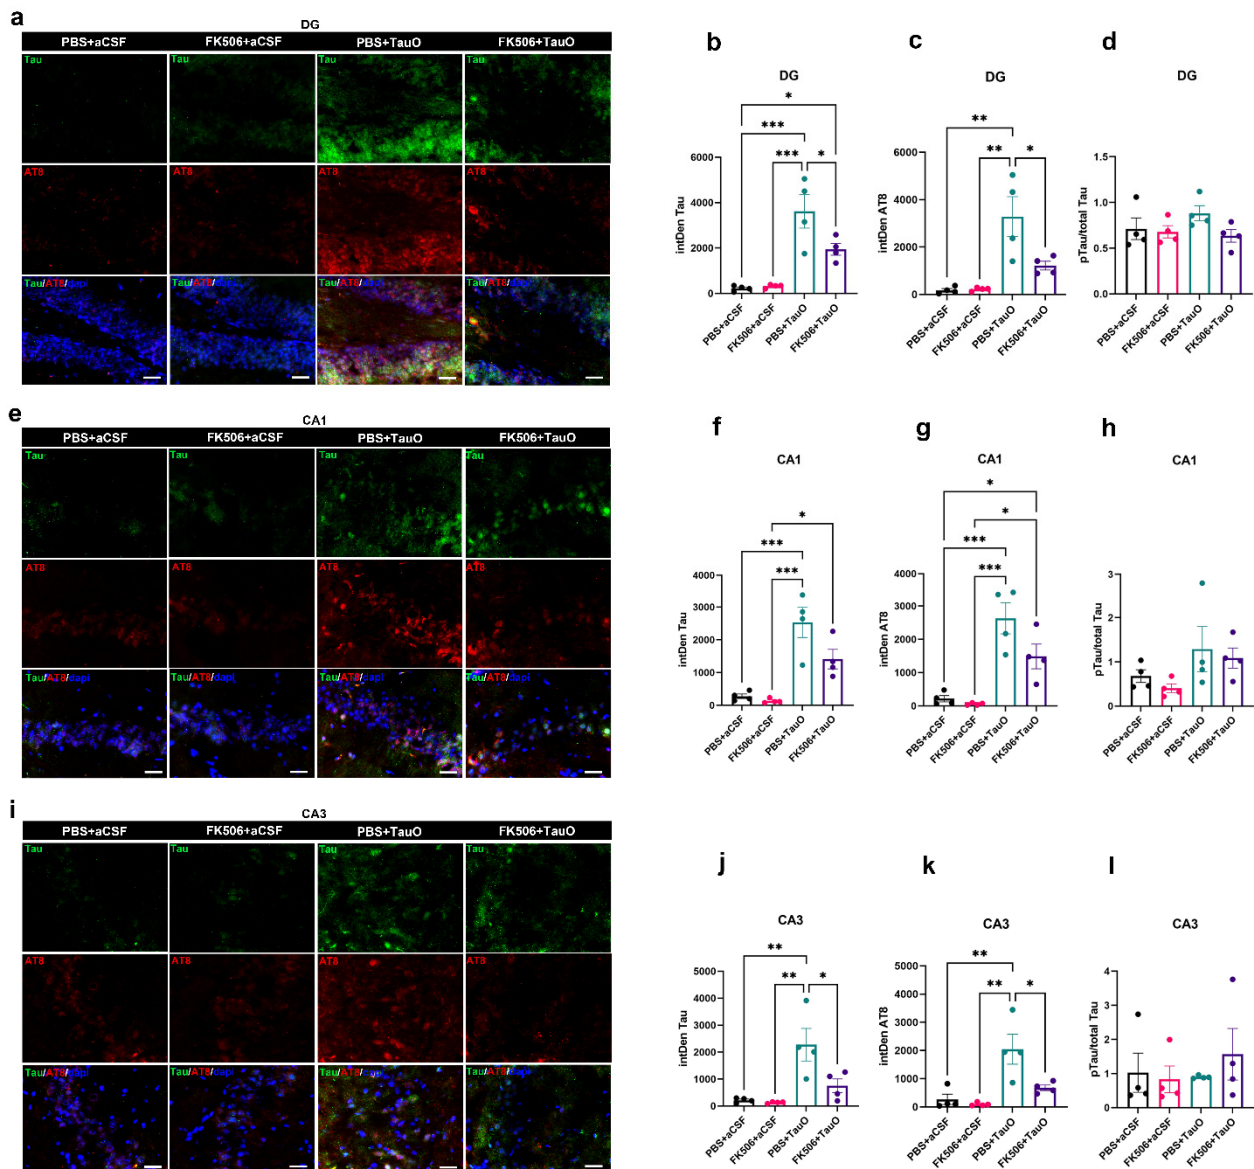 a
DG
PBS+aCSF FK506+aCSF PBS+TauO FK506+TauO
Tau Tau Tau Tau
AT8 AT8 AT8 AT8
Tau/AT8/dapi Tau/AT8/dapi Tau/AT8/dapi Tau/AT8/dapi
b
DG
* *** *** *
intDen Tau
6000
4000
2000
0
PBS+aCSF FK506+aCSF PBS+TauO FK506+TauO
c
DG
** ** *
intDen AT8
6000
4000
2000
0
PBS+aCSF FK506+aCSF PBS+TauO FK506+TauO
d
DG
pTau/total Tau
1.5
1.0
0.5
0.0
PBS+aCSF FK506+aCSF PBS+TauO FK506+TauO
e
CA1
PBS+aCSF FK506+aCSF PBS+TauO FK506+TauO
Tau Tau Tau Tau
AT8 AT8 AT8 AT8
Tau/AT8/dapi Tau/AT8/dapi Tau/AT8/dapi Tau/AT8/dapi
f
CA1
* *** ***
intDen Tau
4000
3000
2000
1000
0
PBS+aCSF FK506+aCSF PBS+TauO FK506+TauO
g
CA1
* * *** ***
intDen AT8
4000
3000
2000
1000
0
PBS+aCSF FK506+aCSF PBS+TauO FK506+TauO
h
CA1
pTau/total Tau
3
2
1
0
PBS+aCSF FK506+aCSF PBS+TauO FK506+TauO
i
CA3
PBS+aCSF FK506+aCSF PBS+TauO FK506+TauO
Tau Tau Tau Tau
AT8 AT8 AT8 AT8
Tau/AT8/dapi Tau/AT8/dapi Tau/AT8/dapi Tau/AT8/dapi
j
CA3
** ** *
intDen Tau
5000
4000
3000
2000
1000
0
PBS+aCSF FK506+aCSF PBS+TauO FK506+TauO
k
CA3
** ** *
intDen AT8
5000
4000
3000
2000
1000
0
PBS+aCSF FK506+aCSF PBS+TauO FK506+TauO
l
CA3
pTau/total Tau
4
3
2
1
0
PBS+aCSF FK506+aCSF PBS+TauO FK506+TauO